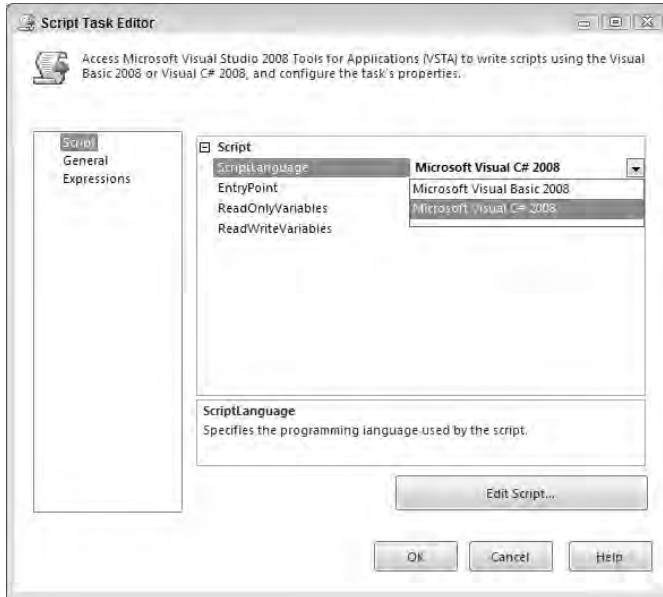 Script Task Editor
Access Microsoft Visual Studio 2008 Tools for Applications (VSTA) to write scripts using the Visual
Basic 2008 or Visual C# 2008, and configure the task's properties.
Script
General
Expressions
Script
ScriptLanguage
Microsoft Visual C# 2008
EntryPoint
Microsoft Visual Basic 2008
ReadOnlyVariables
Microsoft Visual C# 2008
ReadWriteVariables
ScriptLanguage
Specifies the programming language used by the script.
Edit Script...
OK
Cancel
Help